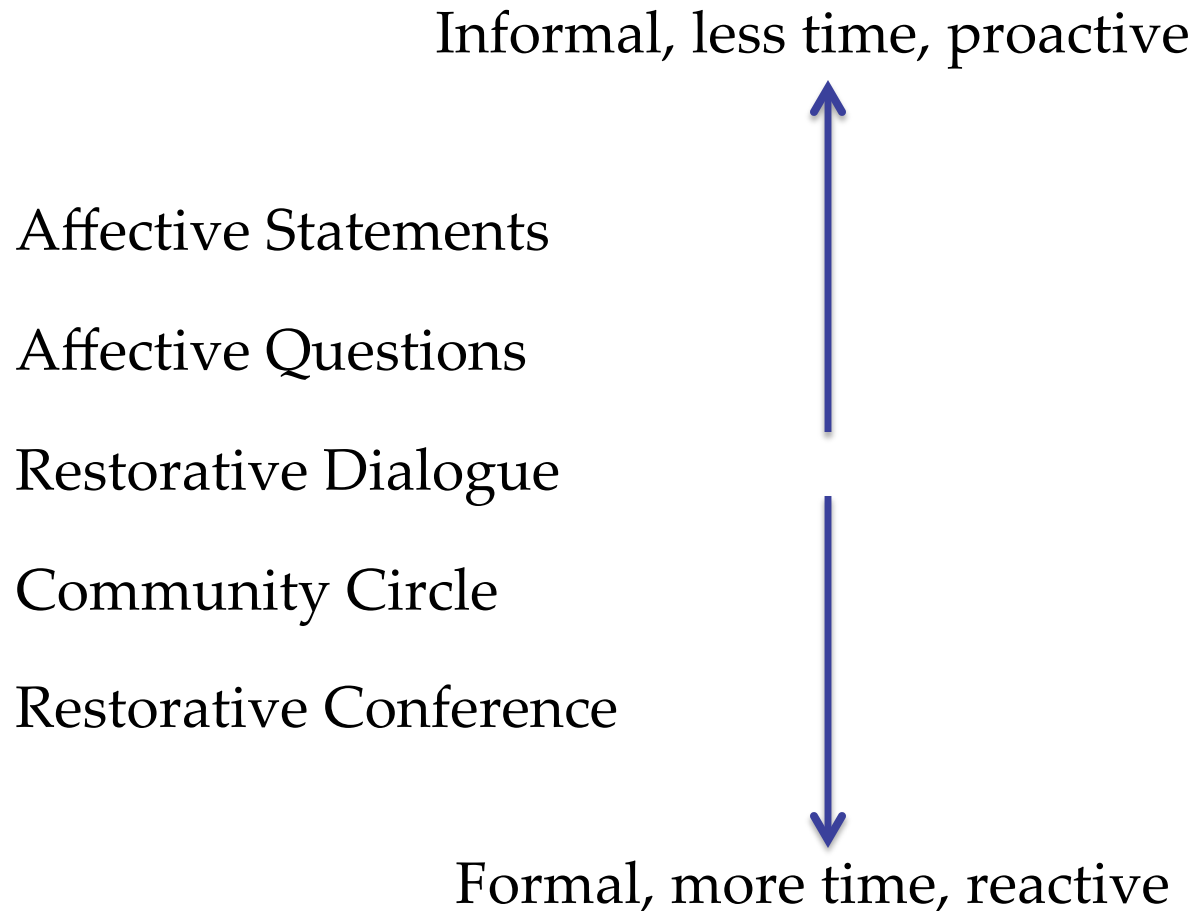 Informal, less time, proactive
Affective Statements
Affective Questions
Restorative Dialogue
Community Circle
Restorative Conference
Formal, more time, reactive